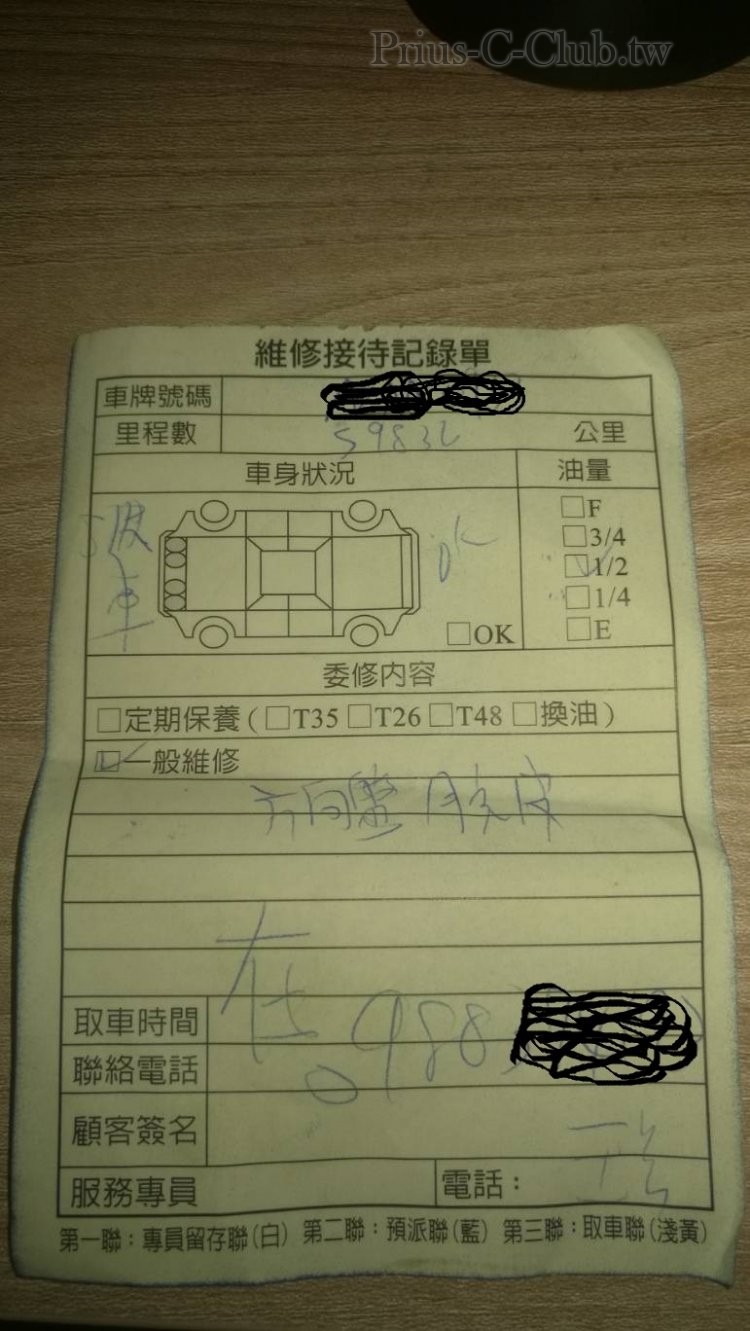 Prius-C-Club.tw
維修接待記錄單
車牌號碼
里程數 59832 公里
車身狀況 油量
□F
□3/4
□1/2
□1/4
□E
□OK
委修内容
□定期保養(□T35 □T26 □T48 □換油)
□一般維修
方向盤脫皮
取車時間
聯絡電話 0988
顧客簽名
服務專員 電話:
第一聯:專員留存聯(白) 第二聯:預派聯(藍) 第三聯:取車聯(淺黃)